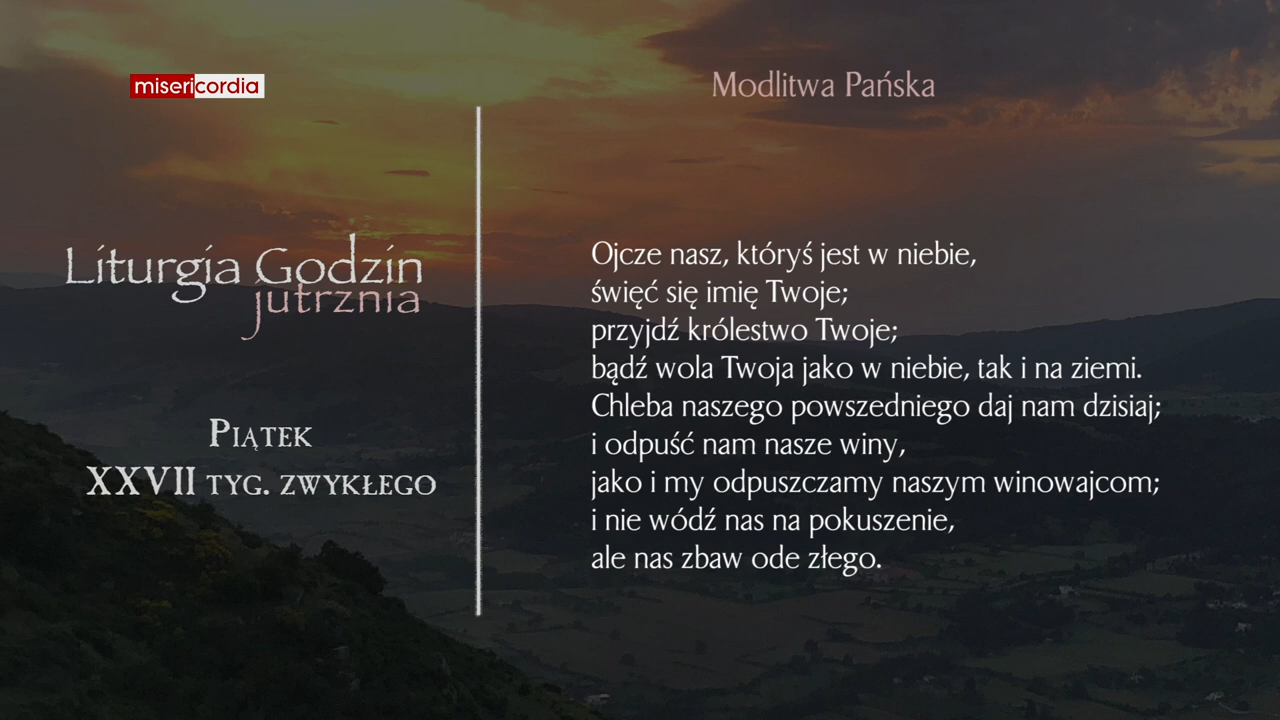 misericordia
Liturgia Godzin
jutrznia
Piątek
XXVII tyg. zwykłego
Modlitwa Pańska
Ojcze nasz, któryś jest w niebie,
święć się imię Twoje;
przyjdź królestwo Twoje;
bądź wola Twoja jako w niebie, tak i na ziemi.
Chleba naszego powszedniego daj nam dzisiaj;
i odpuść nam nasze winy,
jako i my odpuszczamy naszym winowajcom;
i nie wódź nas na pokuszenie,
ale nas zbaw ode złego.